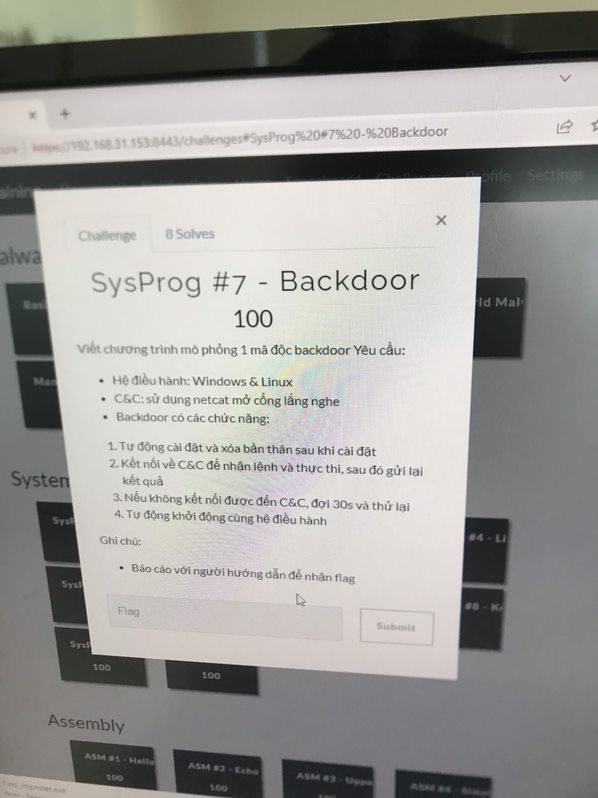 https://192.168.31.153:8443/challenges#SysProg%20#7%20-%20Backdoor
Profile Settings
Challenge
8 Solves
SysProg #7 - Backdoor
100
Viết chương trình mô phỏng 1 mã độc backdoor Yêu cầu:
• Hệ điều hành: Windows & Linux
• C&C: sử dụng netcat mở cổng lắng nghe
• Backdoor có các chức năng:
1. Tự động cài đặt và xóa bản thân sau khi cài đặt
2. Kết nối về C&C để nhận lệnh và thực thi, sau đó gửi lại
kết quả
3. Nếu không kết nối được đến C&C, đợi 30s và thử lại
4. Tự động khởi động cùng hệ điều hành
Ghi chú:
• Báo cáo với người hướng dẫn để nhận flag
Flag
Submit
System
#4 - Li
#8 - K
100
100
Assembly
ASM #1 - Hello
100
ASM #2 - Echo
100
ASM #3 - Uppe
100